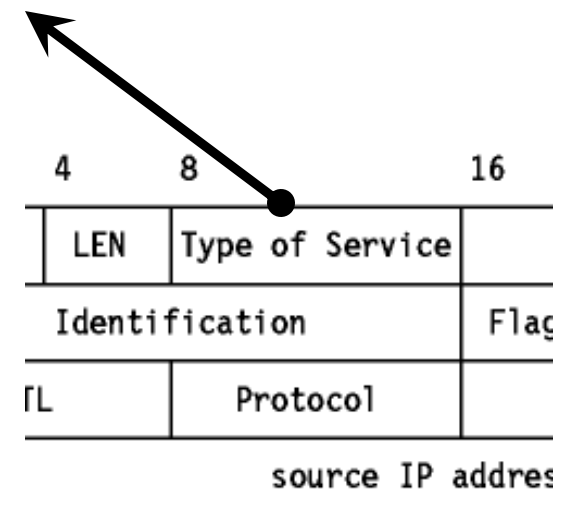 4 8 16
LEN Type of Service
Identification Flag
TL Protocol
source IP addres